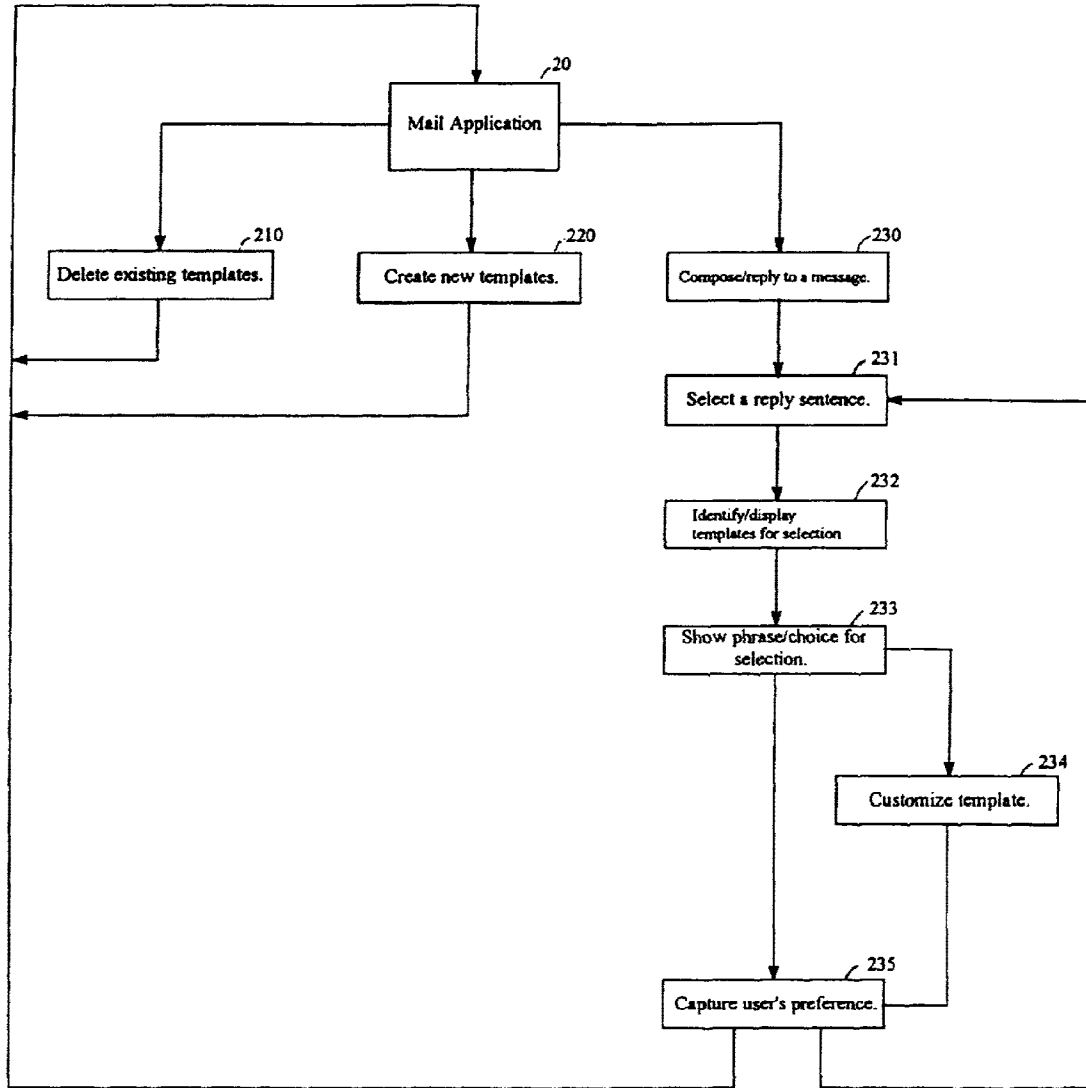 20
Mail Application
210
Delete existing templates.
220
Create new templates.
230
Compose/reply to a message.
231
Select a reply sentence.
232
Identify/display
templates for selection
233
Show phrase/choice for
selection.
234
Customize template.
235
Capture user's preference.